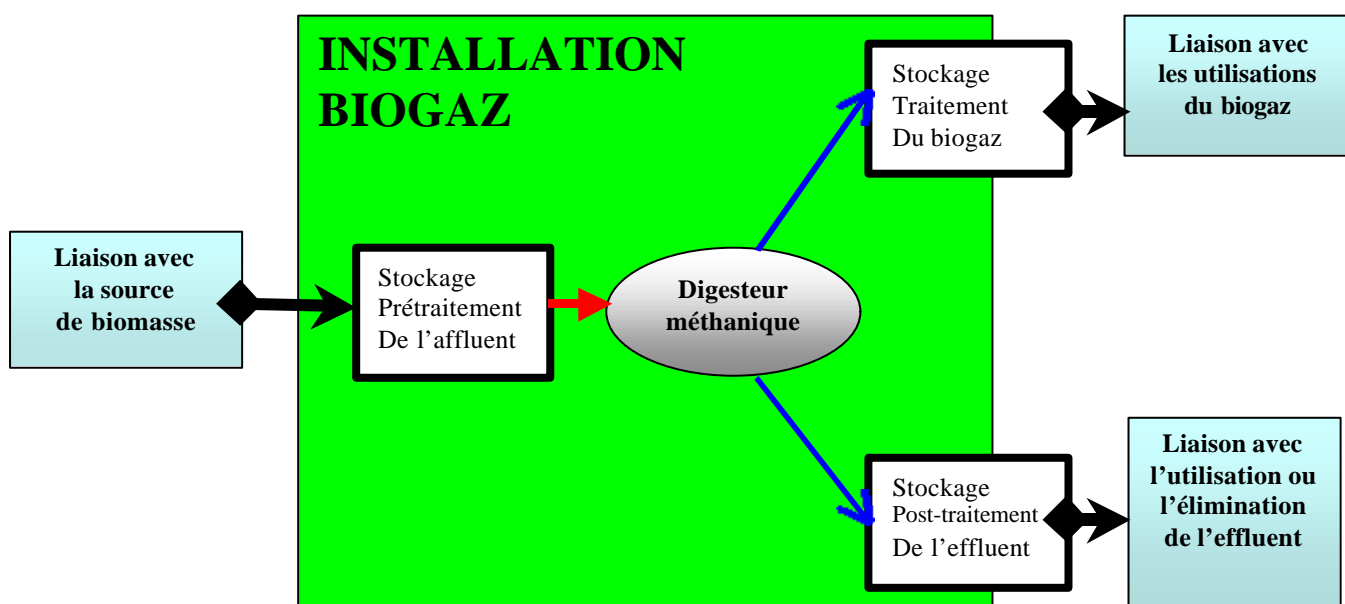 INSTALLATION
BIOGAZ
Liaison avec
la source
de biomasse
Stockage
Prétraitement
De l’affluent
Digesteur
méthanique
Stockage
Traitement
Du biogaz
Liaison avec
les utilisations
du biogaz
Stockage
Post-traitement
De l’effluent
Liaison avec
l’utilisation ou
l’élimination
de l’effluent